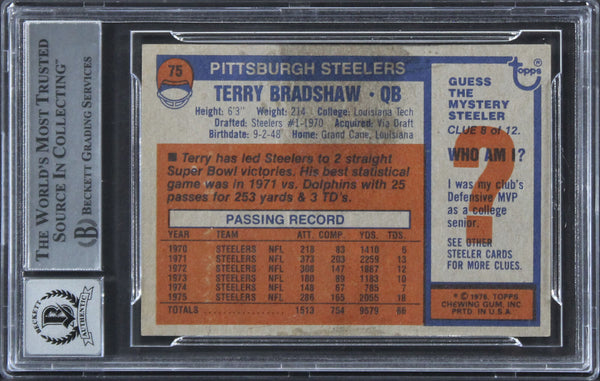 THE WORLD'S MOST TRUSTED
SOURCE IN COLLECTING™
BECKETT GRADING SERVICES
BECKETT
AUTHENTIC
75
PITTSBURGH STEELERS
TERRY BRADSHAW • QB
Height: 6'3" Weight: 214 College: Louisiana Tech
Drafted: Steelers #1-1970 Acquired: Via Draft
Birthdate: 9-2-48 Home: Grand Cane, Louisiana
■ Terry has led Steelers to 2 straight
Super Bowl victories. His best statistical
game was in 1971 vs. Dolphins with 25
passes for 253 yards & 3 TD's.
PASSING RECORD
YEAR TEAM ATT. COMP. YDS. TDS.
1970 STEELERS NFL 218 83 1410 6
1971 STEELERS NFL 373 203 2259 13
1972 STEELERS NFL 308 147 1887 12
1973 STEELERS NFL 180 89 1183 10
1974 STEELERS NFL 148 67 785 7
1975 STEELERS NFL 286 165 2055 18
TOTALS 1513 754 9579 66
Topps®
GUESS
THE
MYSTERY
STEELER
CLUE 8 of 12.
WHO AM I?
?
I was my club's
Defensive MVP
as a college
senior.
SEE OTHER
STEELER CARDS
FOR MORE CLUES.
* © 1976, TOPPS
CHEWING GUM, INC
PRTD. IN U.S.A.